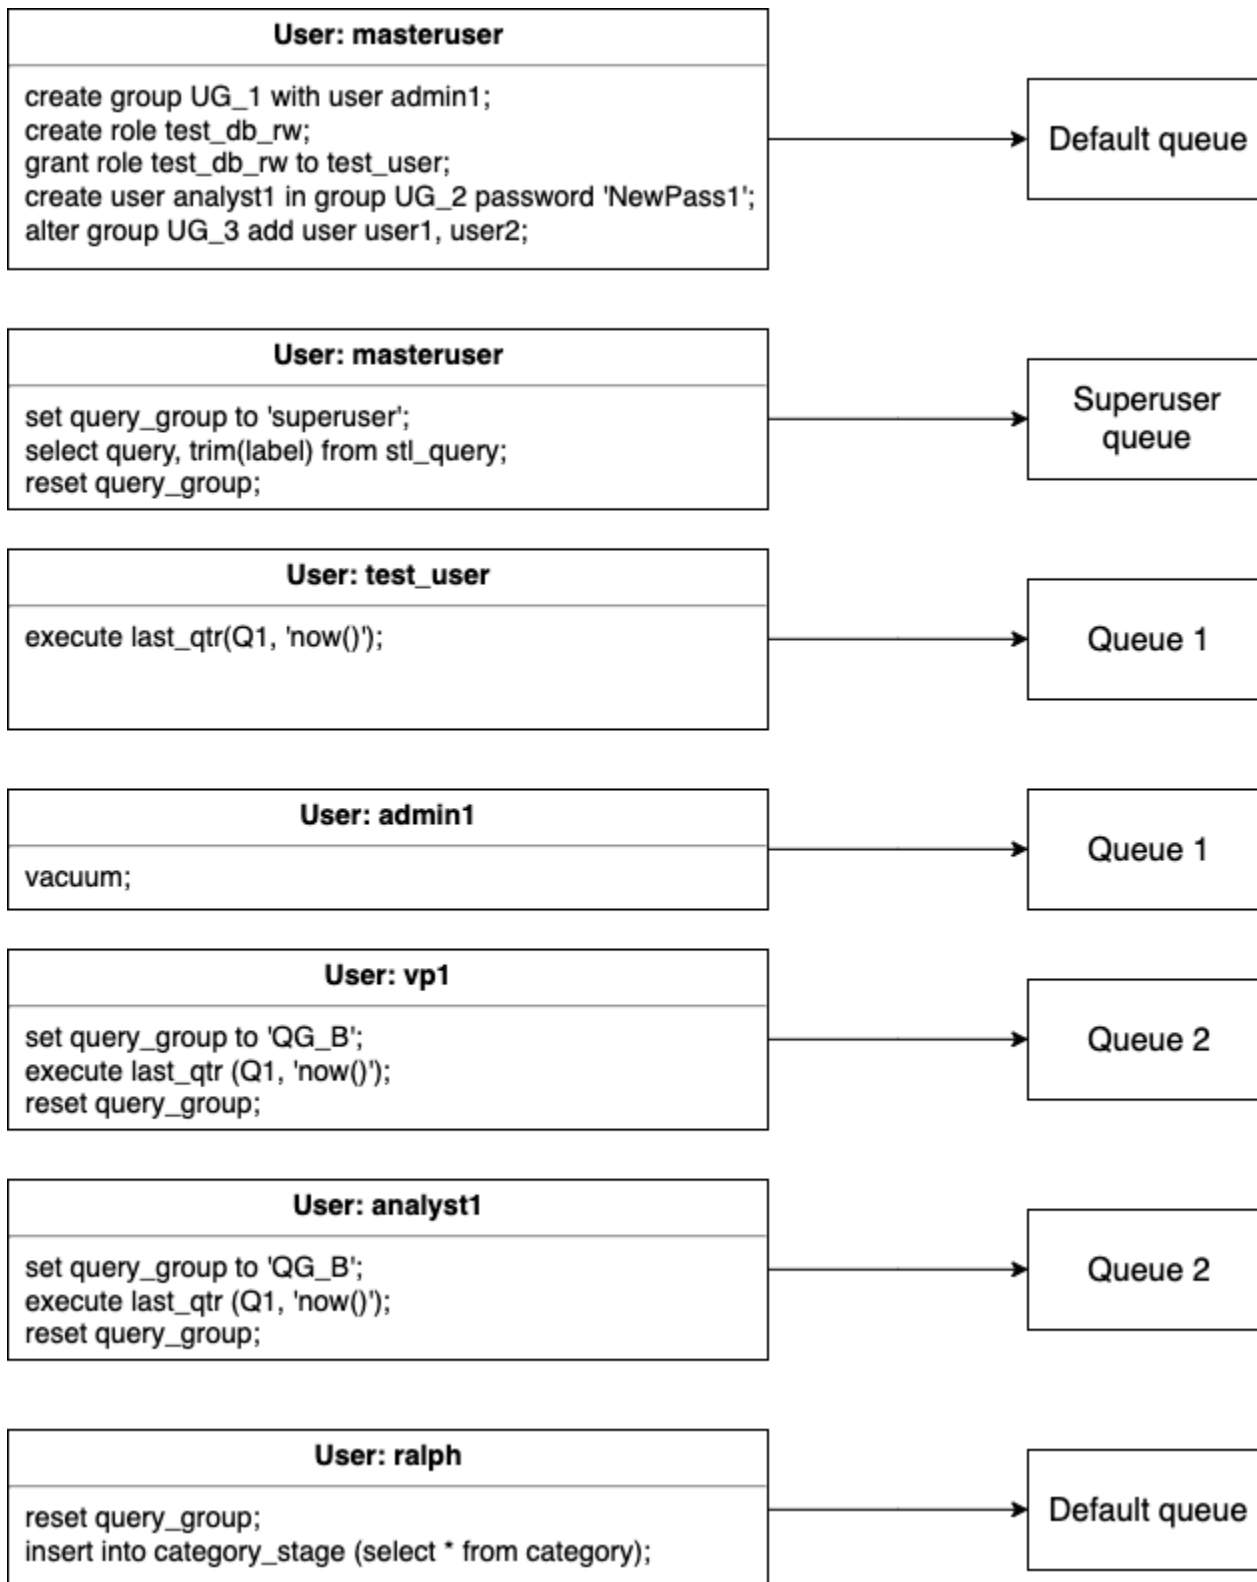 User: masteruser
create group UG_1 with user admin1;
create role test_db_rw;
grant role test_db_rw to test_user;
create user analyst1 in group UG_2 password 'NewPass1';
alter group UG_3 add user user1, user2;
Default queue
User: masteruser
set query_group to 'superuser';
select query, trim(label) from stl_query;
reset query_group;
Superuser
queue
User: test_user
execute last_qtr(Q1, 'now()');
Queue 1
User: admin1
vacuum;
Queue 1
User: vp1
set query_group to 'QG_B';
execute last_qtr (Q1, 'now()');
reset query_group;
Queue 2
User: analyst1
set query_group to 'QG_B';
execute last_qtr (Q1, 'now()');
reset query_group;
Queue 2
User: ralph
reset query_group;
insert into category_stage (select * from category);
Default queue